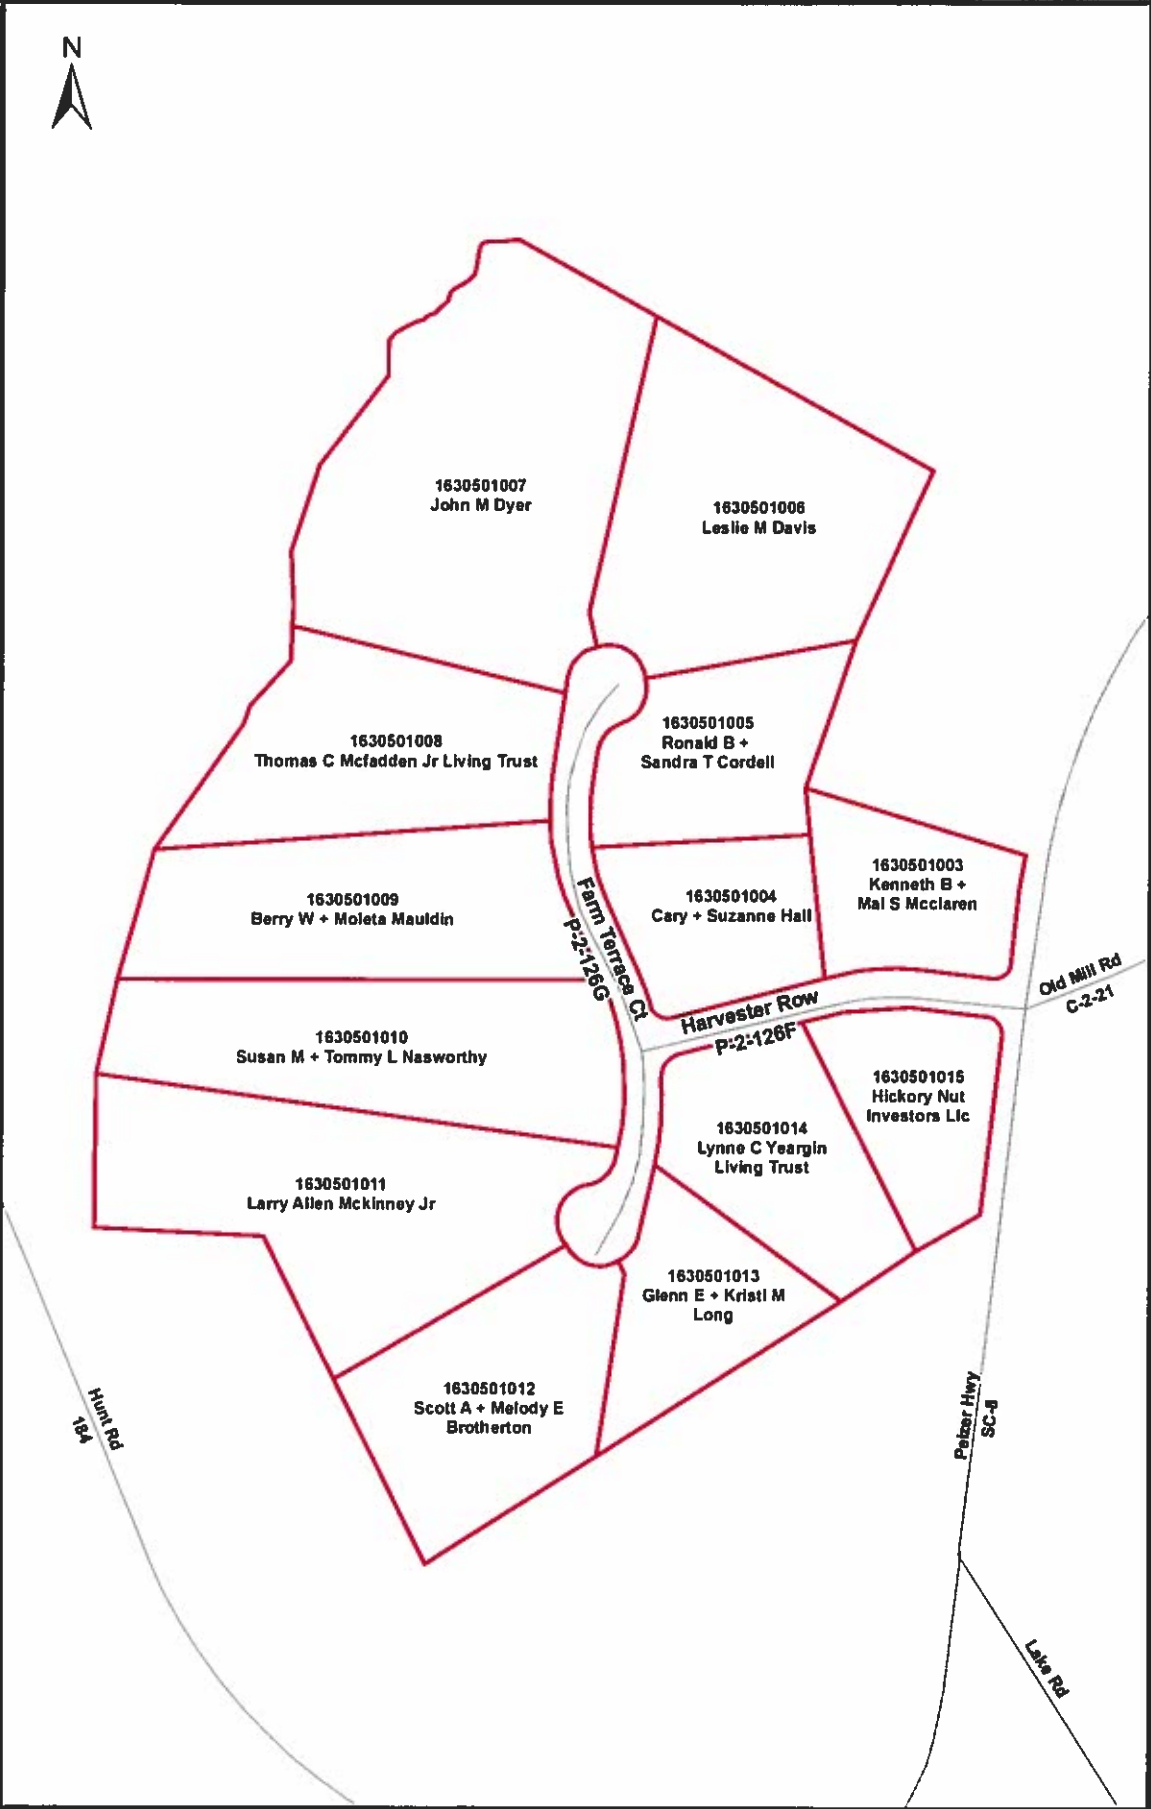 N
1630501007
John M Dyer
1630501006
Leslie M Davis
1630501005
Ronald B +
Sandra T Cordell
1630501008
Thomas C Mcfadden Jr Living Trust
1630501003
Kenneth B +
Mal S Mcclaren
1630501004
Cary + Suzanne Hall
1630501009
Berry W + Moleta Mauldin
Farm Terrace Ct
P-2-126G
Old Mill Rd
C-2-21
Harvester Row
P-2-126F
1630501010
Susan M + Tommy L Nasworthy
1630501015
Hickory Nut
Investors Llc
1630501014
Lynne C Yeargin
Living Trust
1630501011
Larry Allen Mckinney Jr
1630501013
Glenn E + Kristi M
Long
1630501012
Scott A + Melody E
Brotherton
Hunt Rd
184
Pelzer Hwy
SC-8
Lake Rd